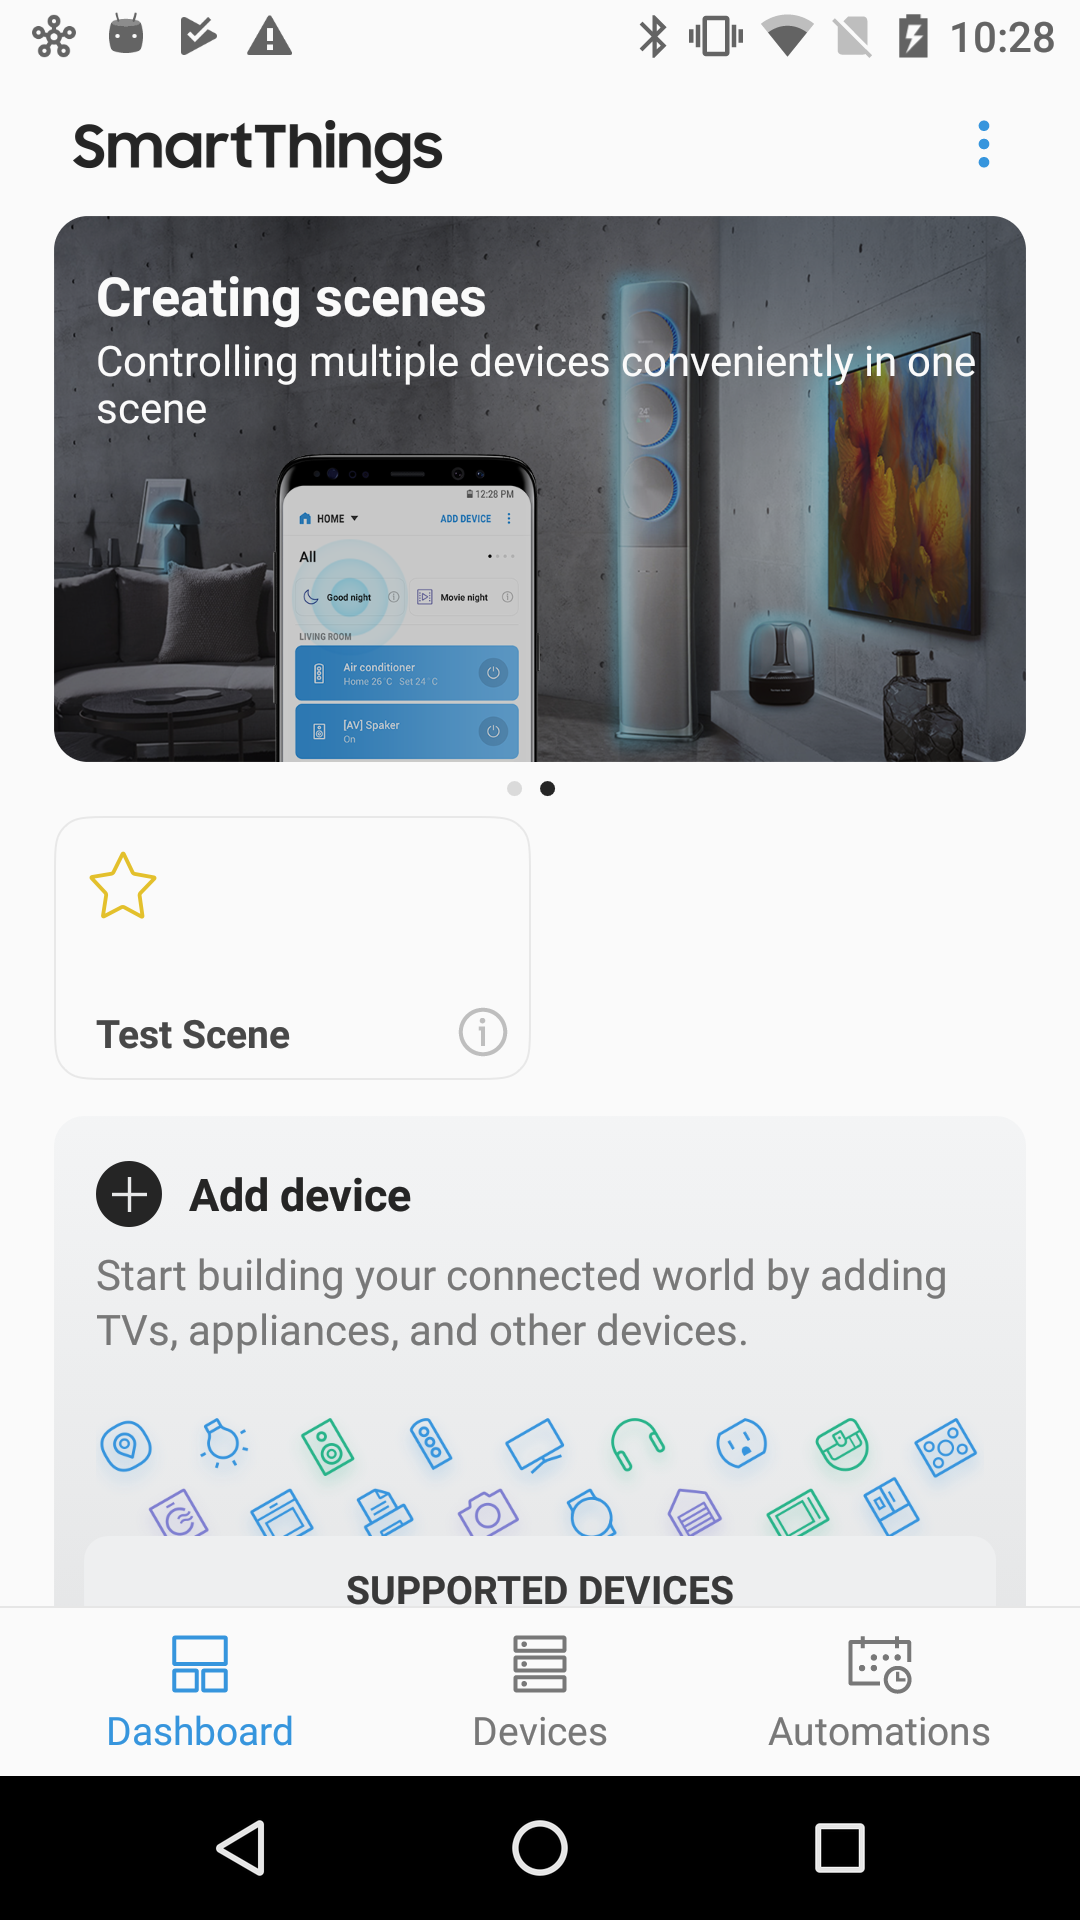 10:28
SmartThings
Creating scenes
Controlling multiple devices conveniently in one
scene
12:28 PM
HOME
ADD DEVICE
All
Good night
Movie night
LIVING ROOM
Air conditioner
Home 26°C Set 24°C
[AV] Spaker
On
Test Scene
Add device
Start building your connected world by adding
TVs, appliances, and other devices.
SUPPORTED DEVICES
Dashboard
Devices
Automations